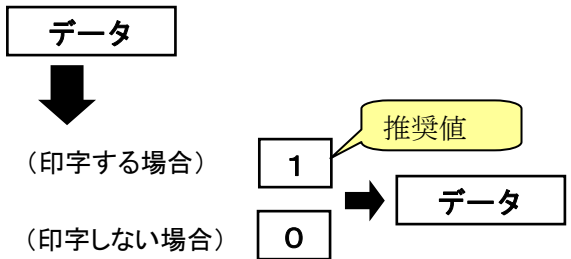 データ
推奨値
（印字する場合） １
データ
（印字しない場合） ０